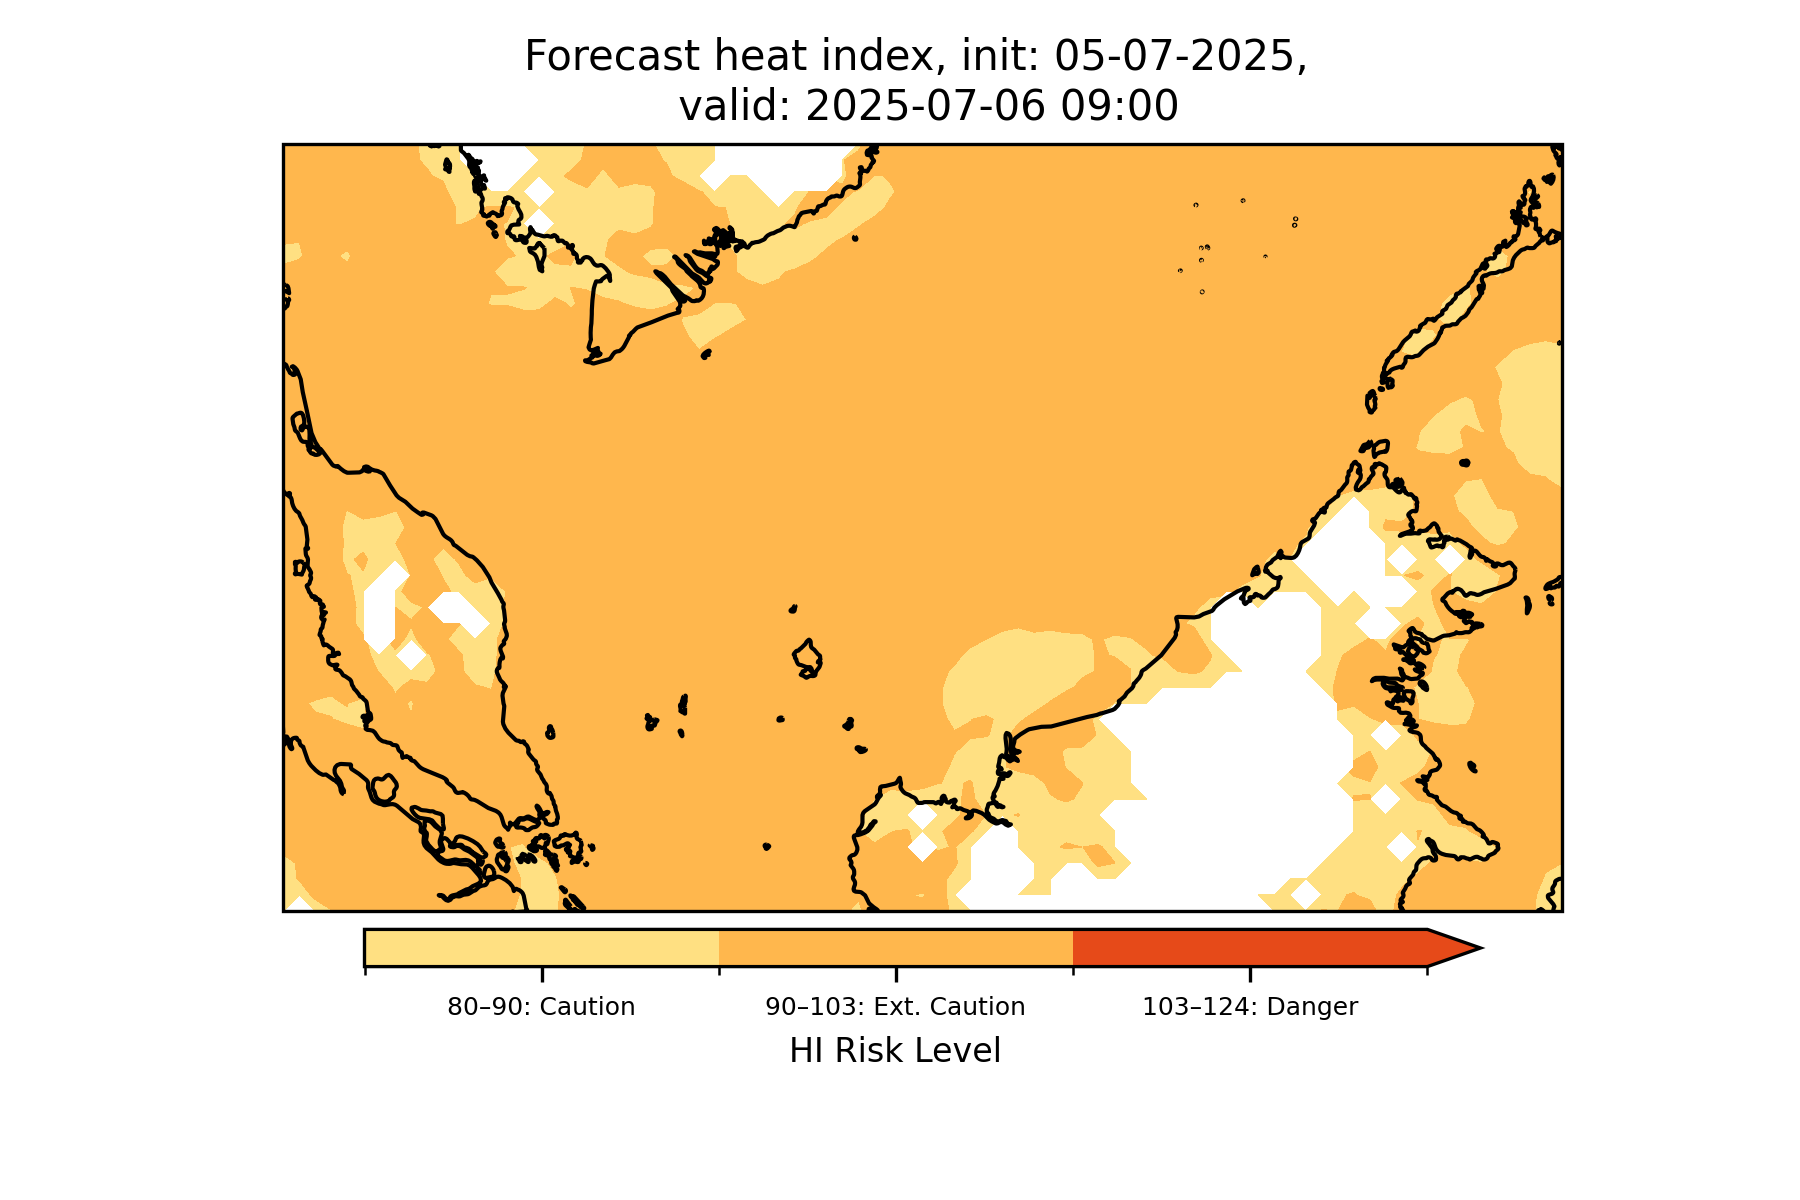 Forecast heat index, init: 05-07-2025,
valid: 2025-07-06 09:00
80–90: Caution
90–103: Ext. Caution
103–124: Danger
HI Risk Level